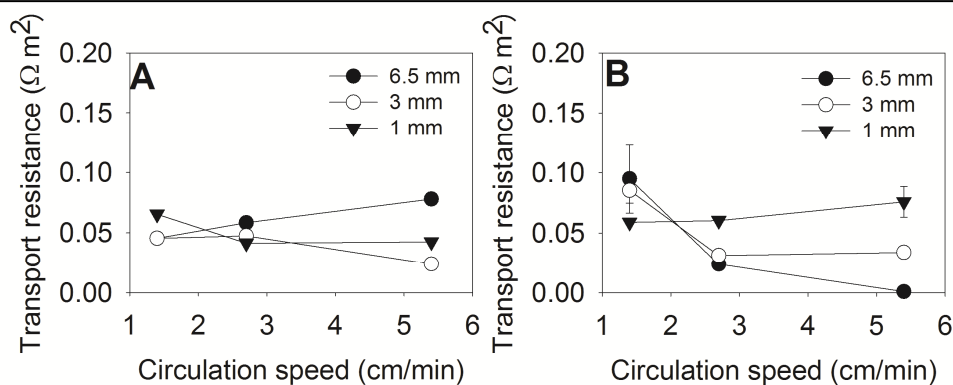 A
Transport resistance (Ω m²)
0.20
0.15
0.10
0.05
0.00
6.5 mm
3 mm
1 mm
1 2 3 4 5 6
Circulation speed (cm/min)
B
Transport resistance (Ω m²)
0.20
0.15
0.10
0.05
0.00
6.5 mm
3 mm
1 mm
1 2 3 4 5 6
Circulation speed (cm/min)